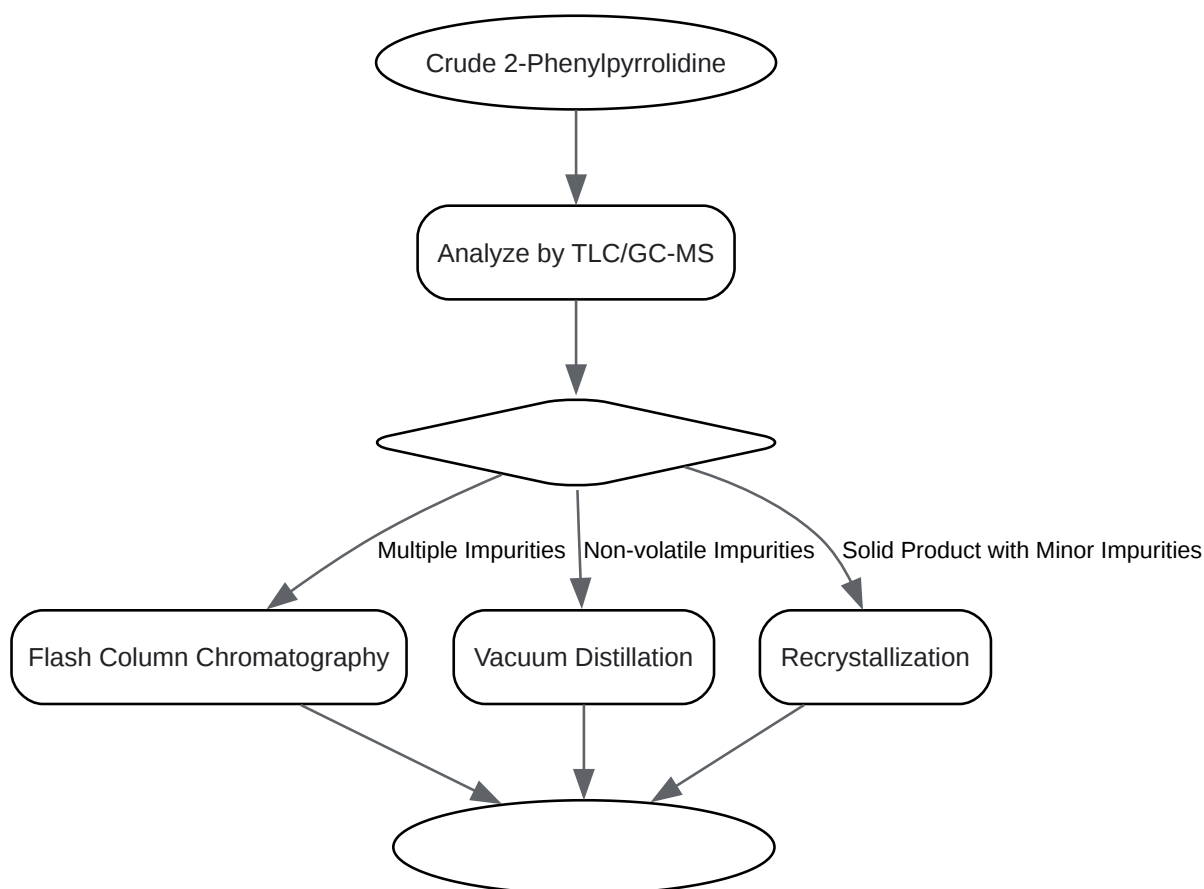 Crude 2-Phenylpyrrolidine
Analyze by TLC/GC-MS
Multiple Impurities
Non-volatile Impurities
Solid Product with Minor Impurities
Flash Column Chromatography
Vacuum Distillation
Recrystallization